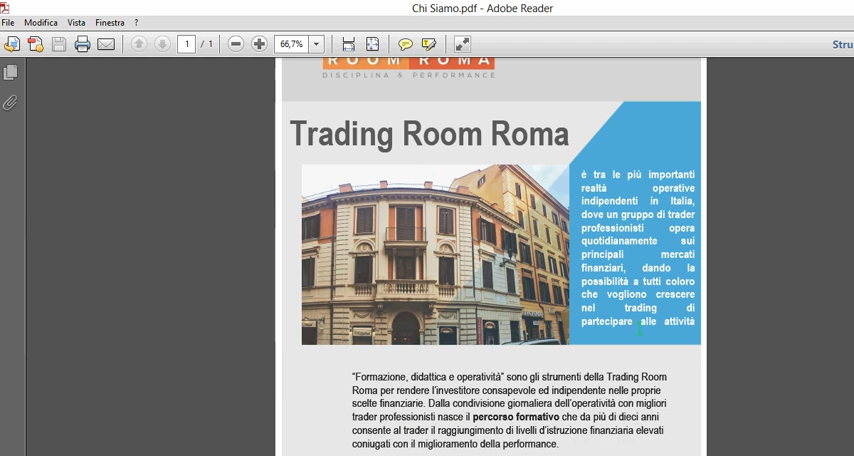 Chi Siamo.pdf - Adobe Reader
File Modifica Vista Finestra ?
1 / 1 66,7% Stru
ROOM ROMA
DISCIPLINA & PERFORMANCE
Trading Room Roma
è tra le più importanti
realtà operative
indipendenti in Italia,
dove un gruppo di trader
professionisti opera
quotidianamente sui
principali mercati
finanziari, dando la
possibilità a tutti coloro
che vogliono crescere
nel trading di
partecipare alle attività
“Formazione, didattica e operatività” sono gli strumenti della Trading Room
Roma per rendere l’investitore consapevole ed indipendente nelle proprie
scelte finanziarie. Dalla condivisione giornaliera dell’operatività con migliori
trader professionisti nasce il percorso formativo che da più di dieci anni
consente al trader il raggiungimento di livelli d’istruzione finanziaria elevati
coniugati con il miglioramento della performance.